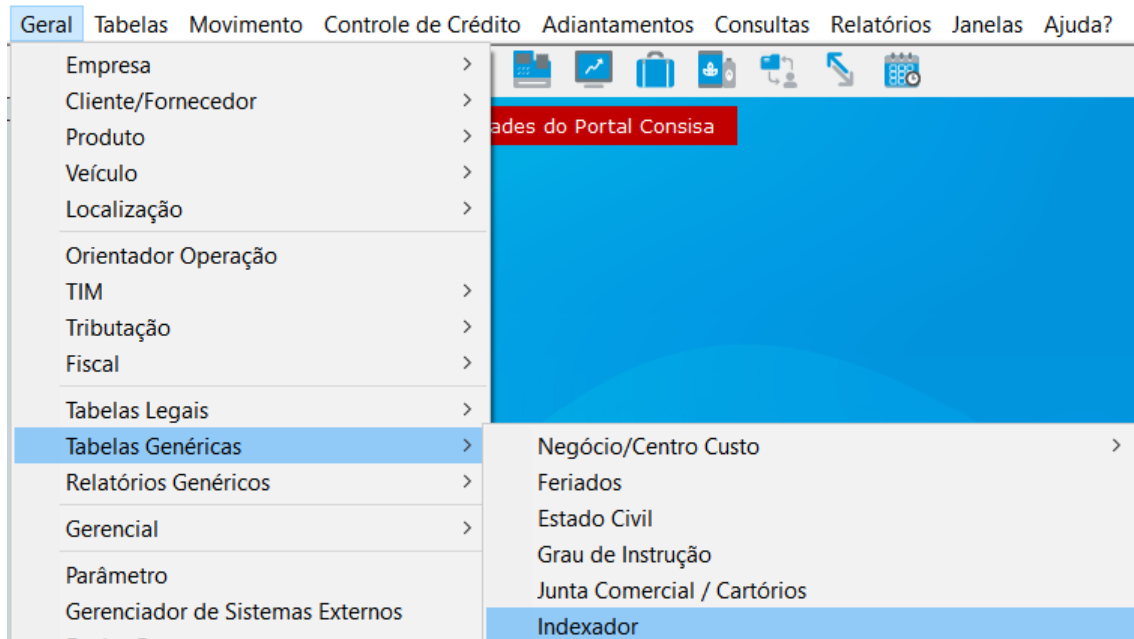 Geral Tabelas Movimento Controle de Crédito Adiantamentos Consultas Relatórios Janelas Ajuda?
Empresa
Cliente/Fornecedor
Produto
ades do Portal Consisa
Veículo
Localização
Orientador Operação
TIM
Tributação
Fiscal
Tabelas Legais
Tabelas Genéricas
Relatórios Genéricos
Gerencial
Parâmetro
Gerenciador de Sistemas Externos
Negócio/Centro Custo
Feriados
Estado Civil
Grau de Instrução
Junta Comercial / Cartórios
Indexador